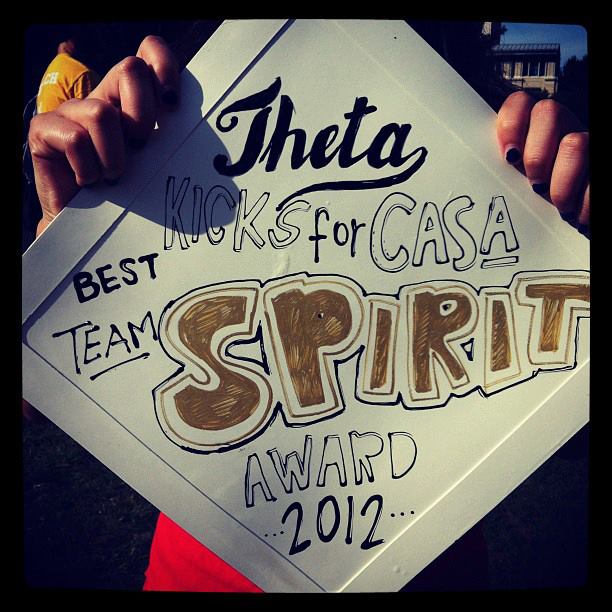 Theta
KICKS for CASA
BEST
TEAM SPIRIT
AWARD
...2012...